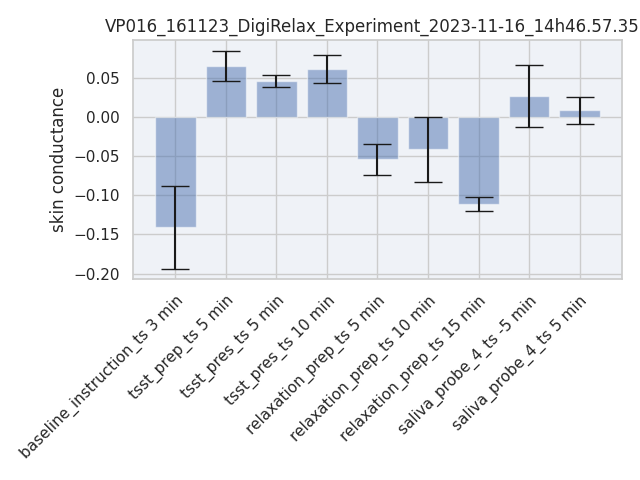 VP016_161123_DigiRelax_Experiment_2023-11-16_14h46.57.35
skin conductance
0.05
0.00
−0.05
−0.10
−0.15
−0.20
baseline_instruction_ts 3 min
tsst_prep_ts 5 min
tsst_pres_ts 5 min
tsst_pres_ts 10 min
relaxation_prep_ts 5 min
relaxation_prep_ts 10 min
relaxation_prep_ts 15 min
saliva_probe_4_ts -5 min
saliva_probe_4_ts 5 min